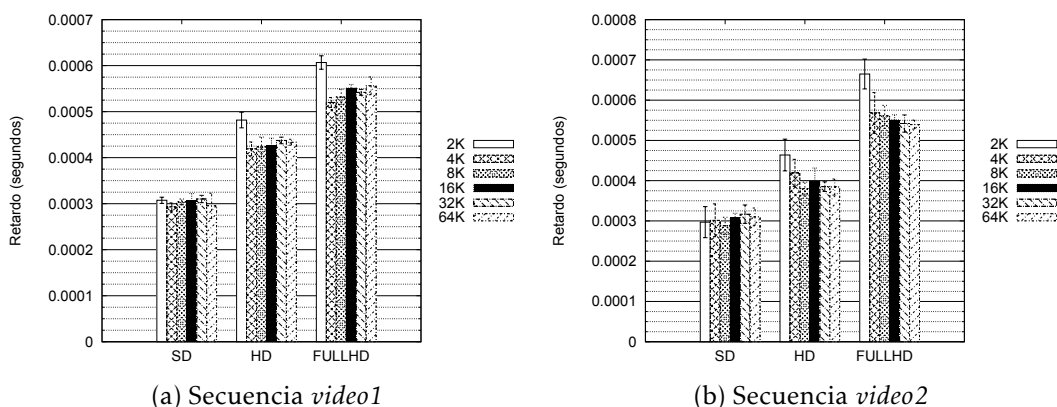 0.0007
0.0006
0.0005
0.0004
0.0003
0.0002
0.0001
0
Retardo (segundos)
SD HD FULLHD
2K
4K
8K
16K
32K
64K
(a) Secuencia video1
0.0008
0.0007
0.0006
0.0005
0.0004
0.0003
0.0002
0.0001
0
Retardo (segundos)
SD HD FULLHD
2K
4K
8K
16K
32K
64K
(b) Secuencia video2